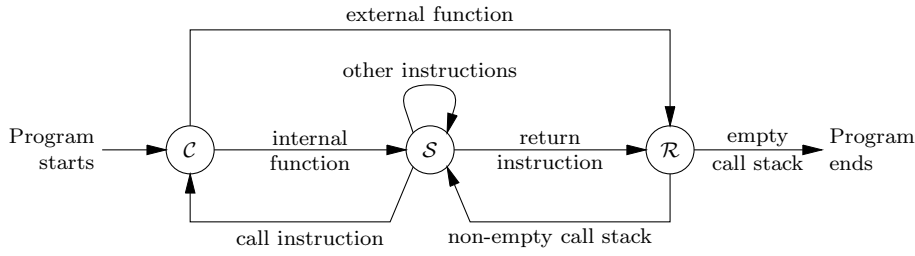 external function
other instructions
Program
starts
C
internal
function
S
return
instruction
R
empty
call stack
Program
ends
call instruction
non-empty call stack